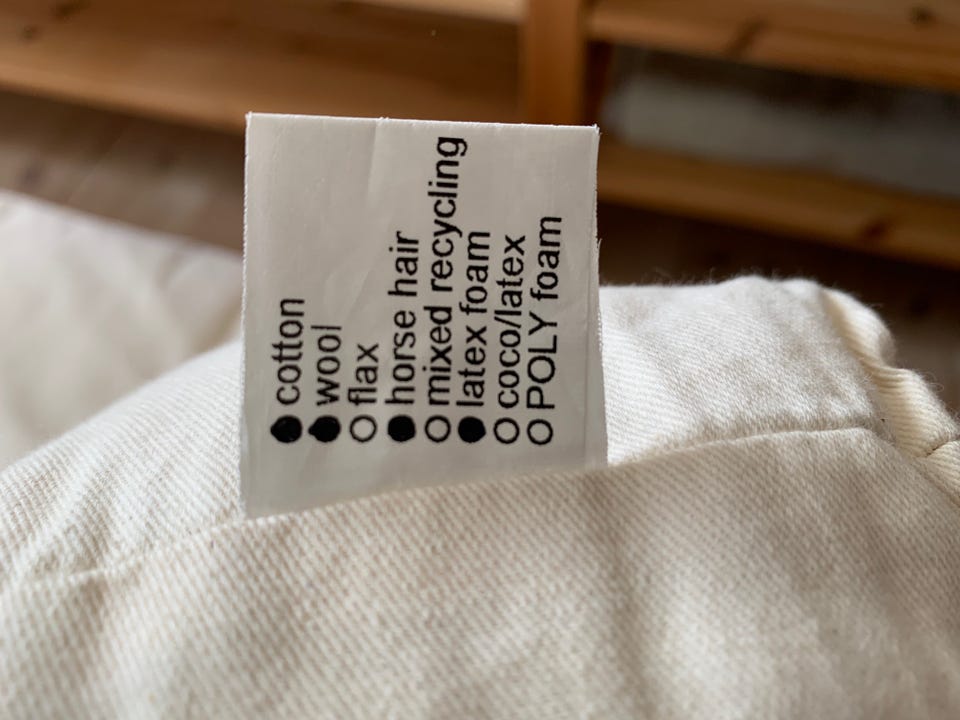 ● cotton
● wool
○ flax
● horse hair
○ mixed recycling
● latex foam
○ coco/latex
○ POLY foam